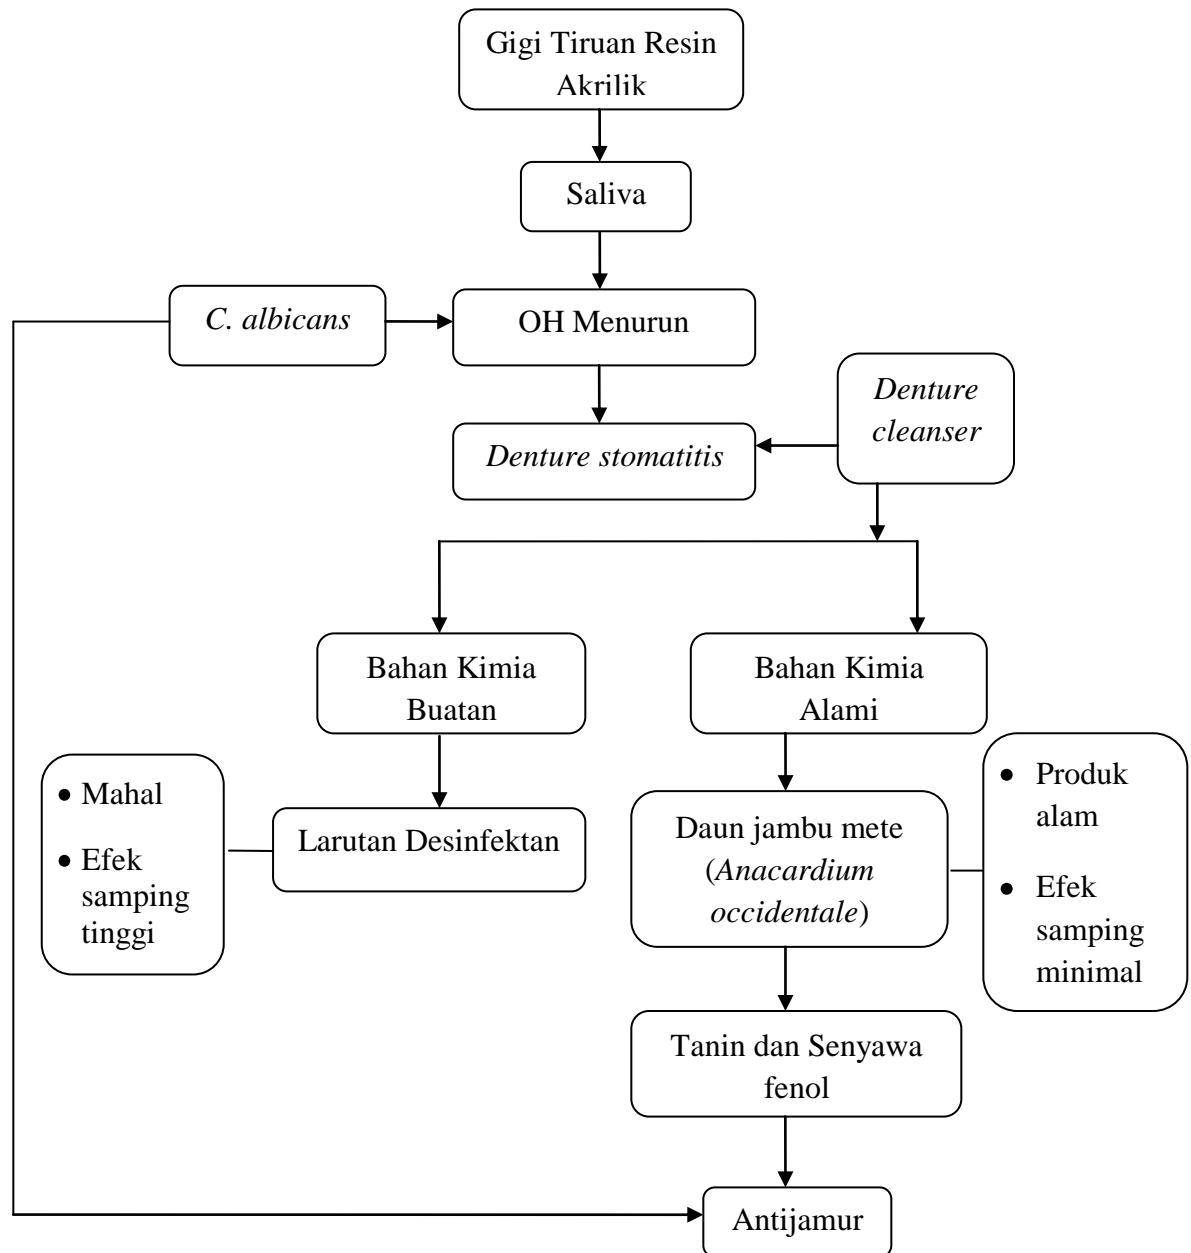 Gigi Tiruan Resin
Akrilik
Saliva
C. albicans
OH Menurun
Denture
cleanser
Denture stomatitis
Bahan Kimia
Buatan
Bahan Kimia
Alami
• Mahal
• Efek
samping
tinggi
Larutan Desinfektan
Daun jambu mete
(Anacardium
occidentale)
• Produk
alam
• Efek
samping
minimal
Tanin dan Senyawa
fenol
Antijamur